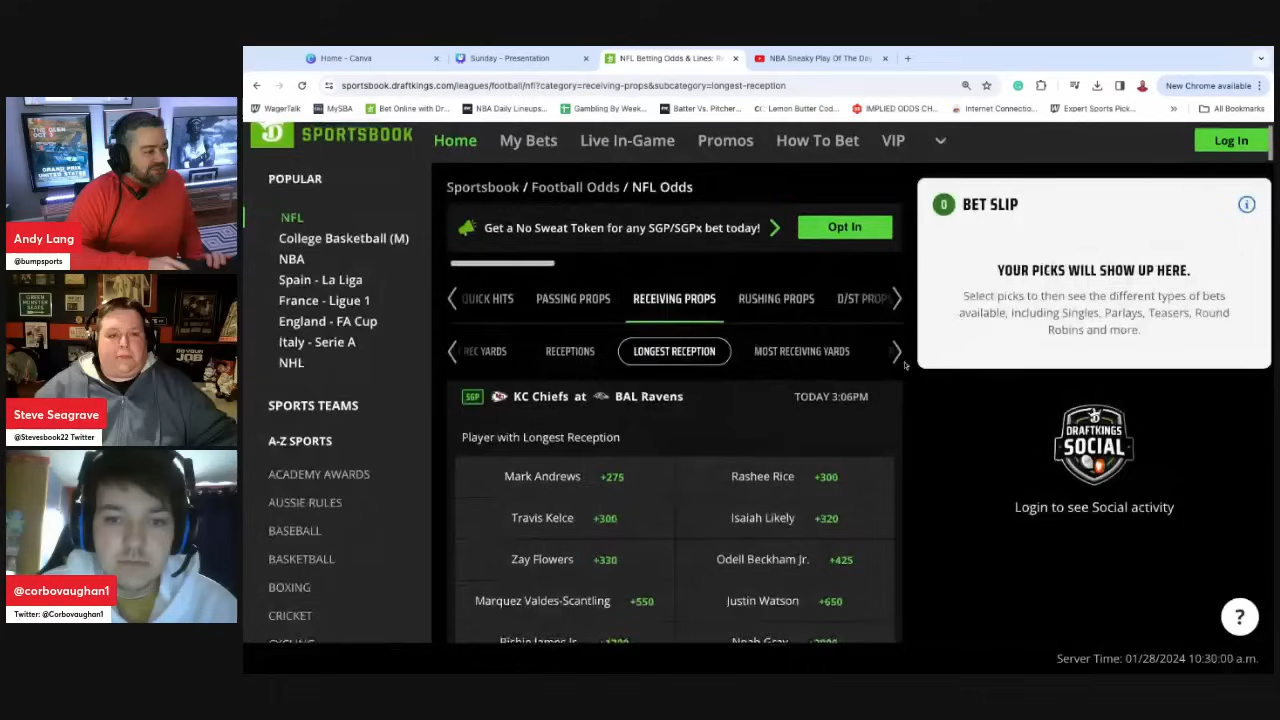 Home - Canva
Sunday - Presentation
NFL Betting Odds & Lines: R
NBA Sneaky Play Of The Day
sportsbook.draftkings.com/leagues/football/nfl?category=receiving-props&subcategory=longest-reception
New Chrome available
WagerTalk
MySBA
Bet Online with Dr...
NBA Daily Lineups...
Gambling By Week...
Batter Vs. Pitcher...
Lemon Butter Cod...
IMPLIED ODDS CH...
Internet Connectio...
Expert Sports Pick...
»
All Bookmarks
SPORTSBOOK
Home
My Bets
Live In-Game
Promos
How To Bet
VIP
Log In
POPULAR
NFL
College Basketball (M)
NBA
Spain - La Liga
France - Ligue 1
England - FA Cup
Italy - Serie A
NHL
SPORTS TEAMS
A-Z SPORTS
ACADEMY AWARDS
AUSSIE RULES
BASEBALL
BASKETBALL
BOXING
CRICKET
Sportsbook / Football Odds / NFL Odds
Get a No Sweat Token for any SGP/SGPx bet today!
Opt In
QUICK HITS
PASSING PROPS
RECEIVING PROPS
RUSHING PROPS
D/ST PROPS
REC YARDS
RECEPTIONS
LONGEST RECEPTION
MOST RECEIVING YARDS
SGP
KC Chiefs at BAL Ravens
TODAY 3:06PM
Player with Longest Reception
Mark Andrews +275
Rashee Rice +300
Travis Kelce +300
Isaiah Likely +320
Zay Flowers +330
Odell Beckham Jr. +425
Marquez Valdes-Scantling +550
Justin Watson +650
Richie James Jr.
Noah Gray
0
BET SLIP
YOUR PICKS WILL SHOW UP HERE.
Select picks to then see the different types of bets
available, including Singles, Parlays, Teasers, Round
Robins and more.
DRAFTKINGS
SOCIAL
Login to see Social activity
?
Server Time: 01/28/2024 10:30:00 a.m.
Andy Lang
@bumpsports
Steve Seagrave
@Stevesbook22 Twitter
@corbovaughan1
Twitter: @Corbovaughan1